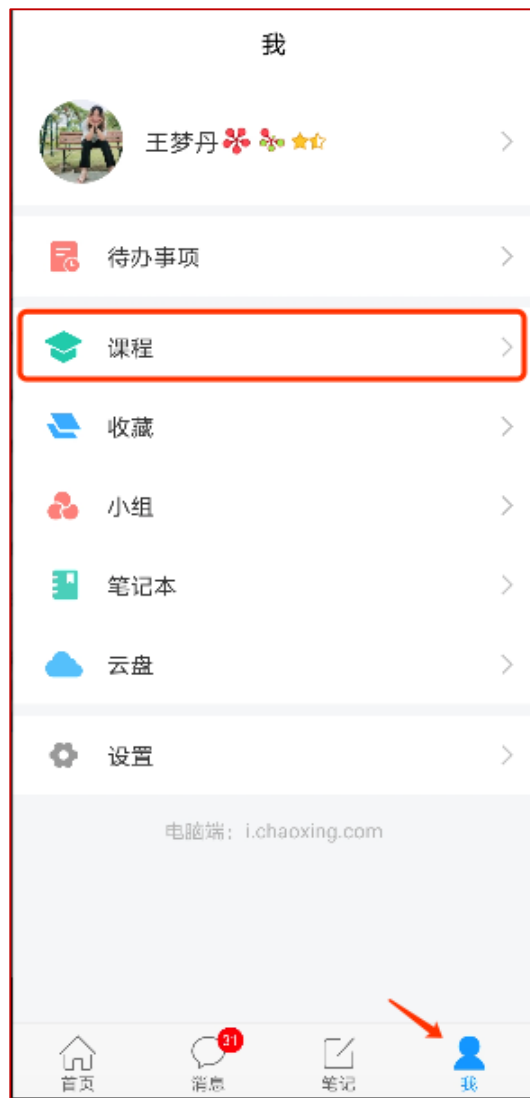 我
王梦丹
待办事项
课程
收藏
小组
笔记本
云盘
设置
电脑端：i.chaoxing.com
31
首页
消息
笔记
我